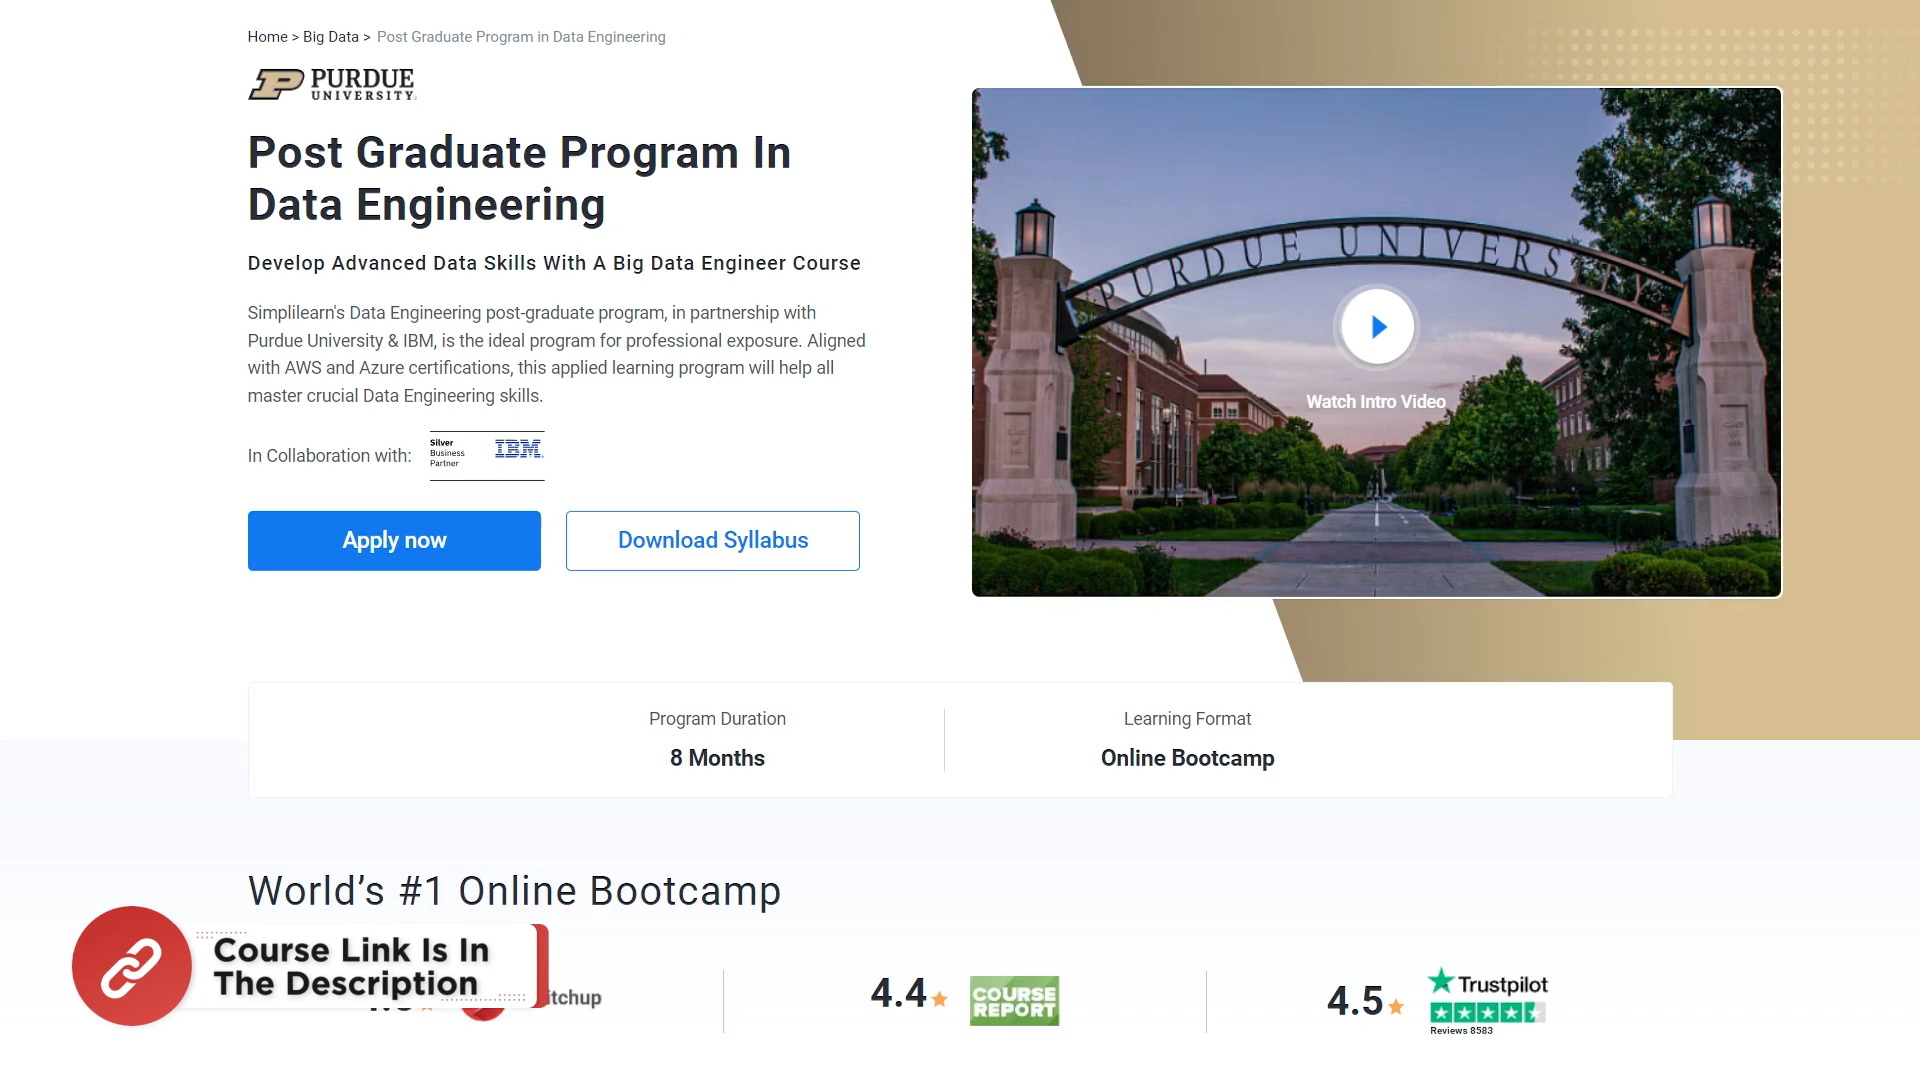 Home > Big Data > Post Graduate Program in Data Engineering
PURDUE
UNIVERSITY
Post Graduate Program In
Data Engineering
Develop Advanced Data Skills With A Big Data Engineer Course
Simplilearn's Data Engineering post-graduate program, in partnership with
Purdue University & IBM, is the ideal program for professional exposure. Aligned
with AWS and Azure certifications, this applied learning program will help all
master crucial Data Engineering skills.
In Collaboration with:
Silver
Business
Partner
IBM
Apply now
Download Syllabus
PURDUE UNIVERSITY
Watch Intro Video
Program Duration
8 Months
Learning Format
Online Bootcamp
World's #1 Online Bootcamp
Course Link Is In
The Description
itchup
4.4
COURSE
REPORT
4.5
Trustpilot
Reviews 8583